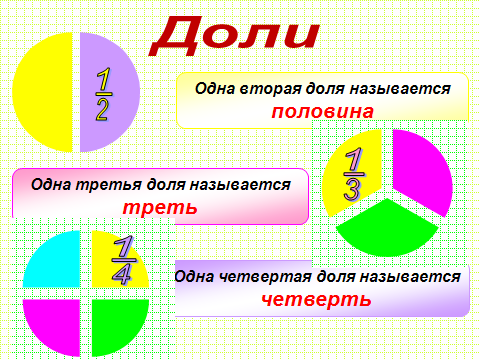 Доли
1
2
Одна вторая доля называется
половина
1
3
Одна третья доля называется
треть
1
4
Одна четвертая доля называется
четверть